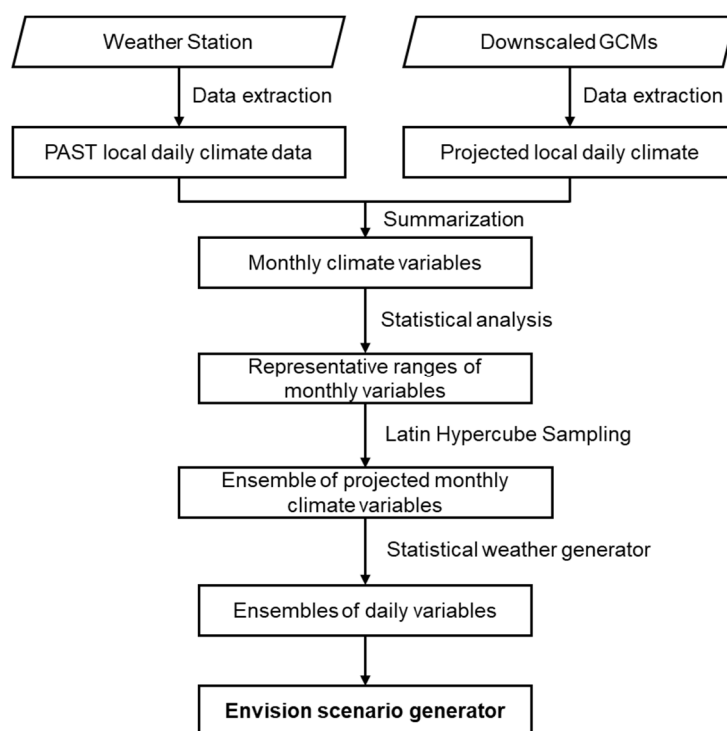 Weather Station
Downscaled GCMs
Data extraction
Data extraction
PAST local daily climate data
Projected local daily climate
Summarization
Monthly climate variables
Statistical analysis
Representative ranges of
monthly variables
Latin Hypercube Sampling
Ensemble of projected monthly
climate variables
Statistical weather generator
Ensembles of daily variables
Envision scenario generator